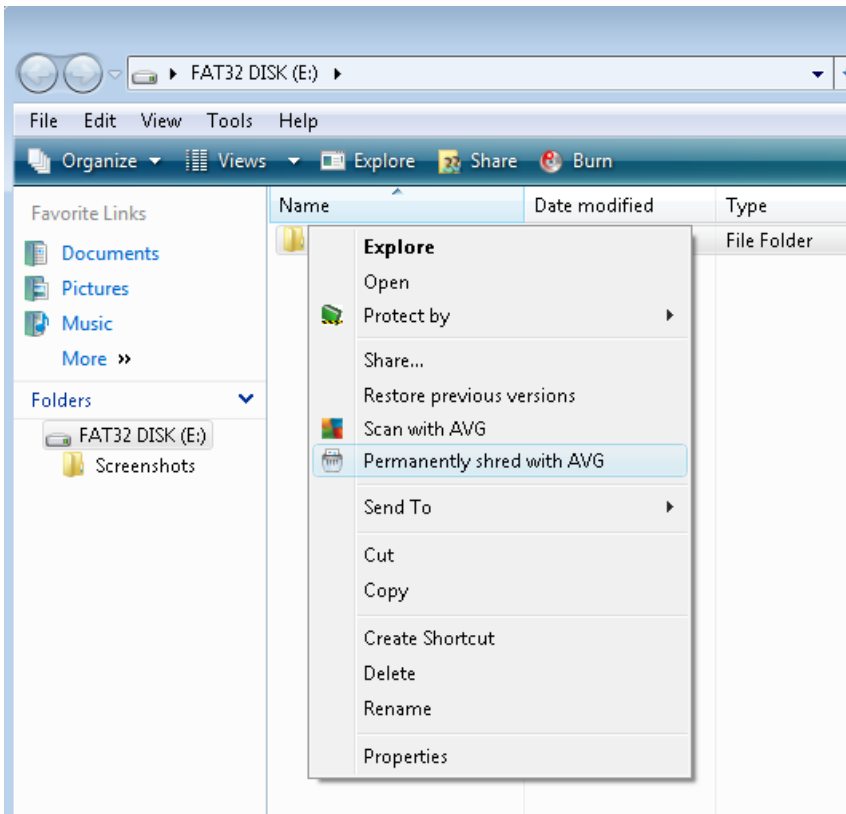 FAT32 DISK (E:)
File Edit View Tools Help
Organize Views Explore Share Burn
Favorite Links
Documents
Pictures
Music
More »
Folders
FAT32 DISK (E:)
Screenshots
Name Date modified Type
File Folder
Explore
Open
Protect by
Share...
Restore previous versions
Scan with AVG
Permanently shred with AVG
Send To
Cut
Copy
Create Shortcut
Delete
Rename
Properties